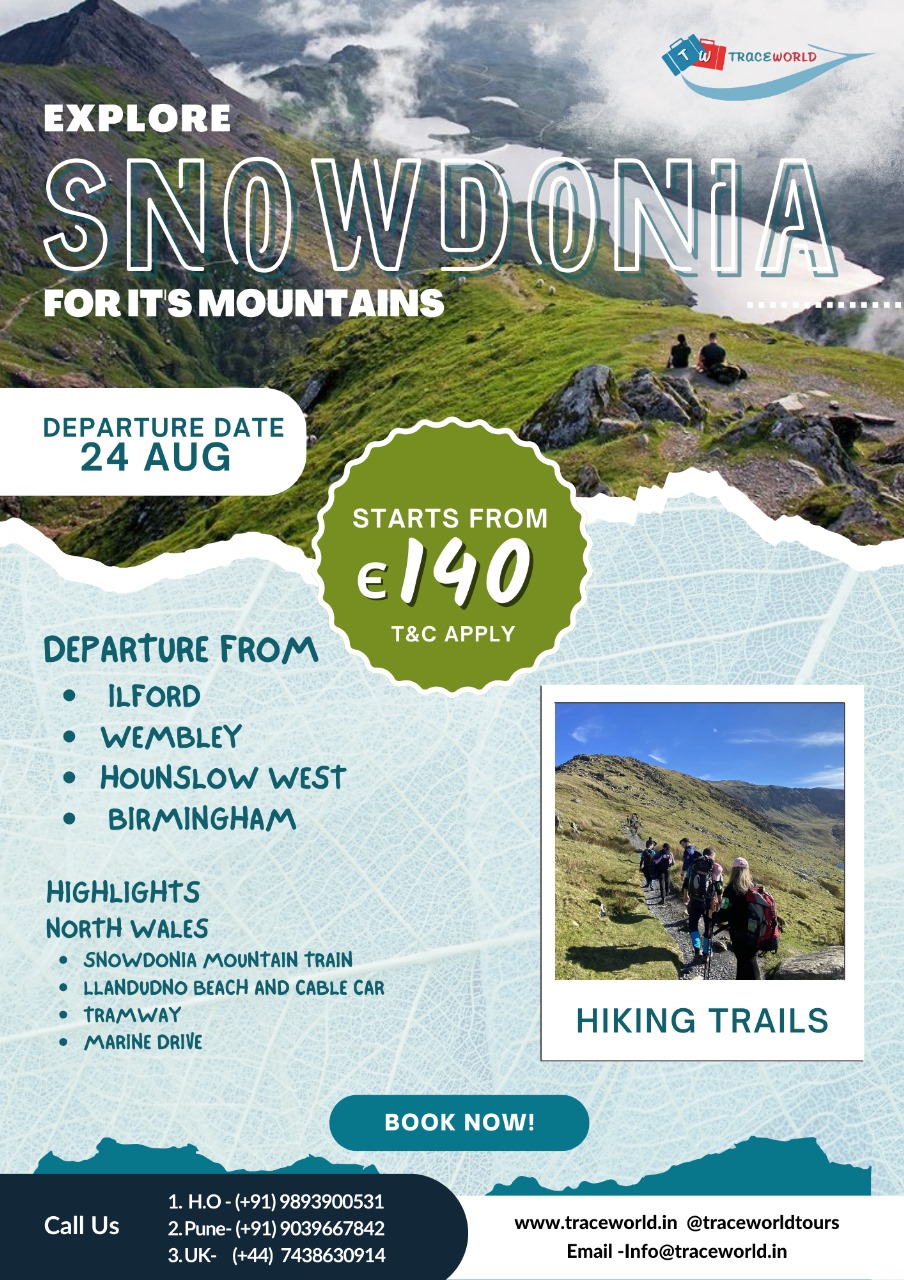 T W TRACEWORLD
EXPLORE
SNOWDONIA
FOR IT'S MOUNTAINS
DEPARTURE DATE
24 AUG
STARTS FROM
€140
T&C APPLY
DEPARTURE FROM
• ILFORD
• WEMBLEY
• HOUNSLOW WEST
• BIRMINGHAM
HIGHLIGHTS
NORTH WALES
• SNOWDONIA MOUNTAIN TRAIN
• LLANDUDNO BEACH AND CABLE CAR
• TRAMWAY
• MARINE DRIVE
HIKING TRAILS
BOOK NOW!
Call Us
1. H.O - (+91) 9893900531
2. Pune- (+91) 9039667842
3. UK- (+44) 7438630914
www.traceworld.in @traceworldtours
Email -Info@traceworld.in